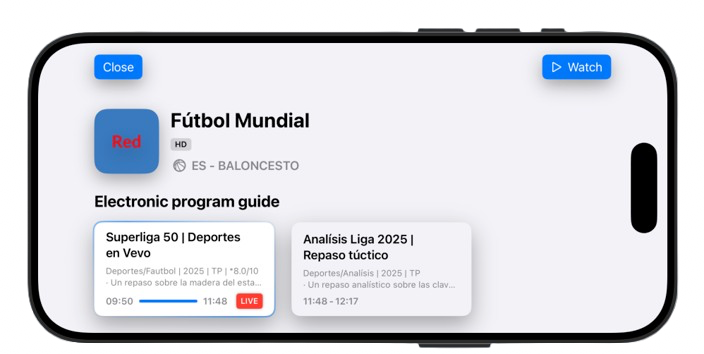 Close
Watch
Red
Fútbol Mundial
HD
ES - BALONCESTO
Electronic program guide
Superliga 50 | Deportes
en Vevo
Deportes/Fautbol | 2025 | TP | *8.0/10
· Un repaso sobre la madera del esta...
09:50 11:48 LIVE
Analísis Liga 2025 |
Repaso túctico
Deportes/Analisis | 2025 | TP
· Un repaso analístico sobre las clav...
11:48 - 12:17